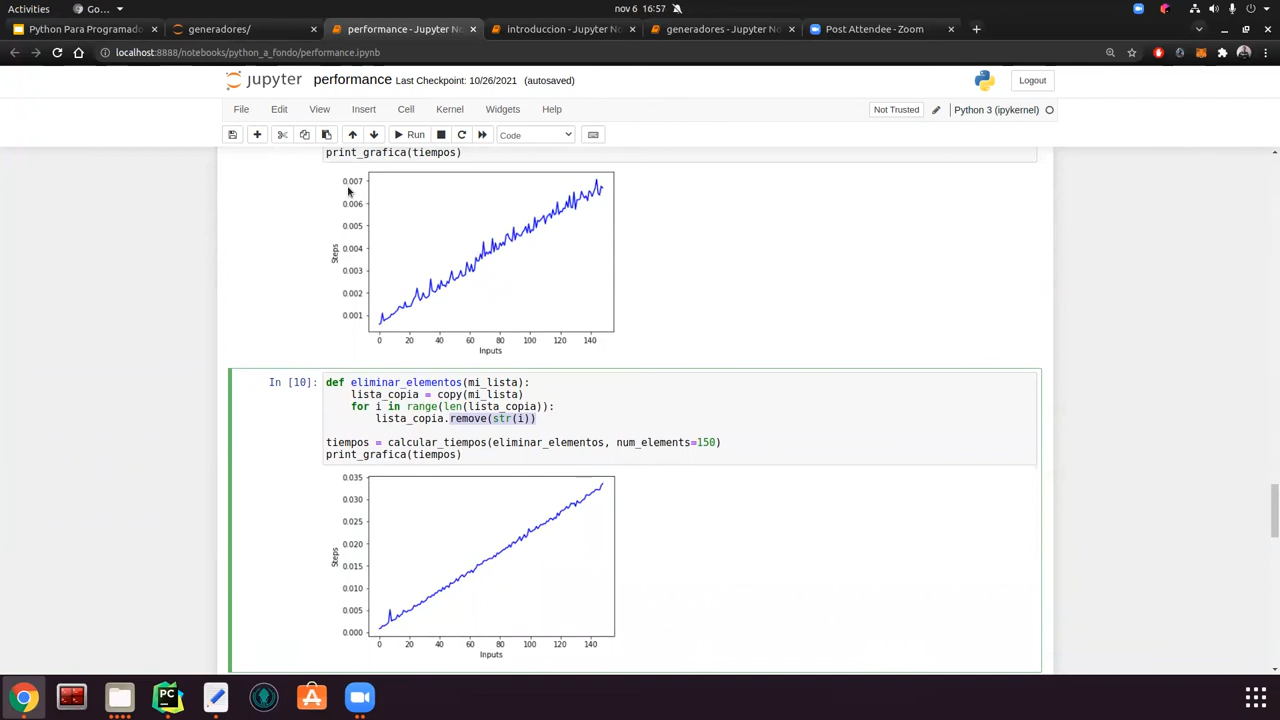 Activities Go... nov 6 16:57
Python Para Programado generadores/ performance - Jupyter N introduccion - Jupyter Not generadores - Jupyter Note Post Attendee - Zoom
localhost:8888/notebooks/python_a_fondo/performance.ipynb
jupyter performance Last Checkpoint: 10/26/2021 (autosaved) Logout
File Edit View Insert Cell Kernel Widgets Help Not Trusted Python 3 (ipykernel)
Run Code
print_grafica(tiempos)
0.007
0.006
0.005
0.004
0.003
0.002
0.001
Steps
0 20 40 60 80 100 120 140
Inputs
In [10]: def eliminar_elementos(mi_lista):
lista_copia = copy(mi_lista)
for i in range(len(lista_copia)):
lista_copia.remove(str(i))
tiempos = calcular_tiempos(eliminar_elementos, num_elements=150)
print_grafica(tiempos)
0.035
0.030
0.025
0.020
0.015
0.010
0.005
0.000
Steps
0 20 40 60 80 100 120 140
Inputs
PC